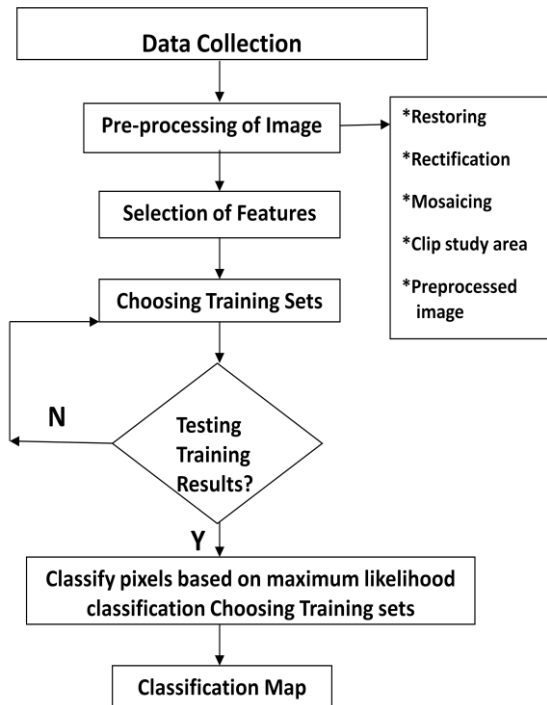 Data Collection
Pre-processing of Image
*Restoring
*Rectification
*Mosaicing
*Clip study area
*Preprocessed
image
Selection of Features
Choosing Training Sets
N
Testing
Training
Results?
Y
Classify pixels based on maximum likelihood
classification Choosing Training sets
Classification Map